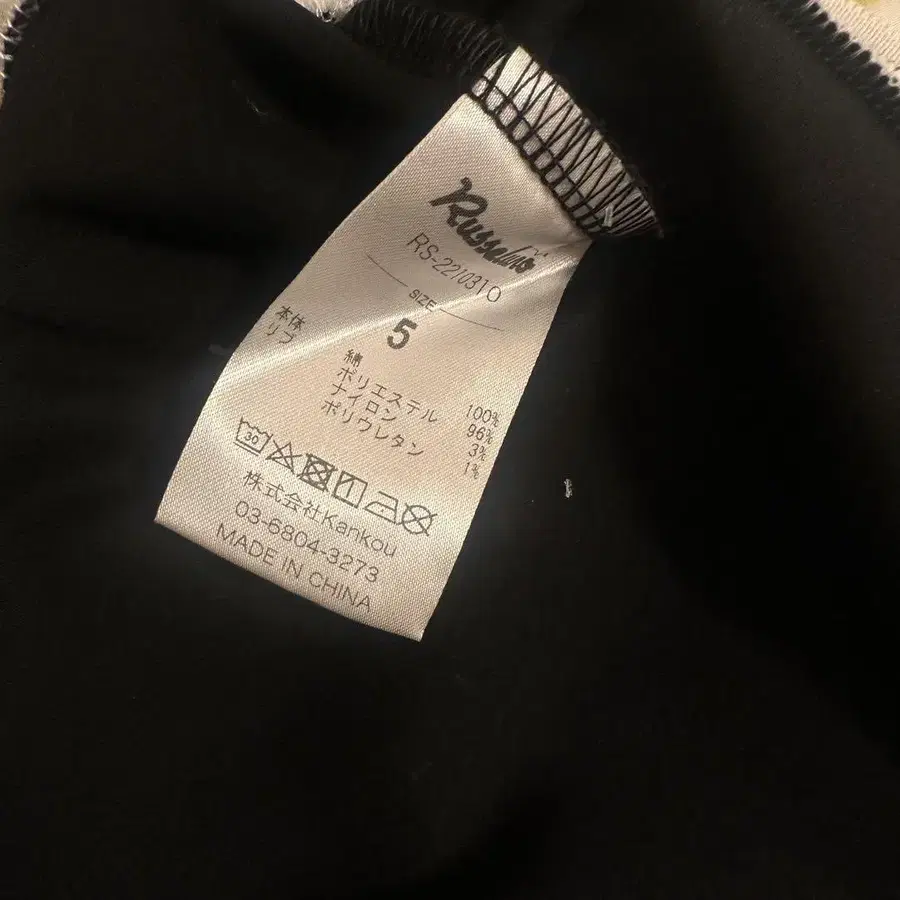 Russeluno
RS-2210310
SIZE
5
本体 綿 100%
リブ ポリエステル 96%
ナイロン 3%
ポリウレタン 1%
30
株式会社Kankou
03-6804-3273
MADE IN CHINA